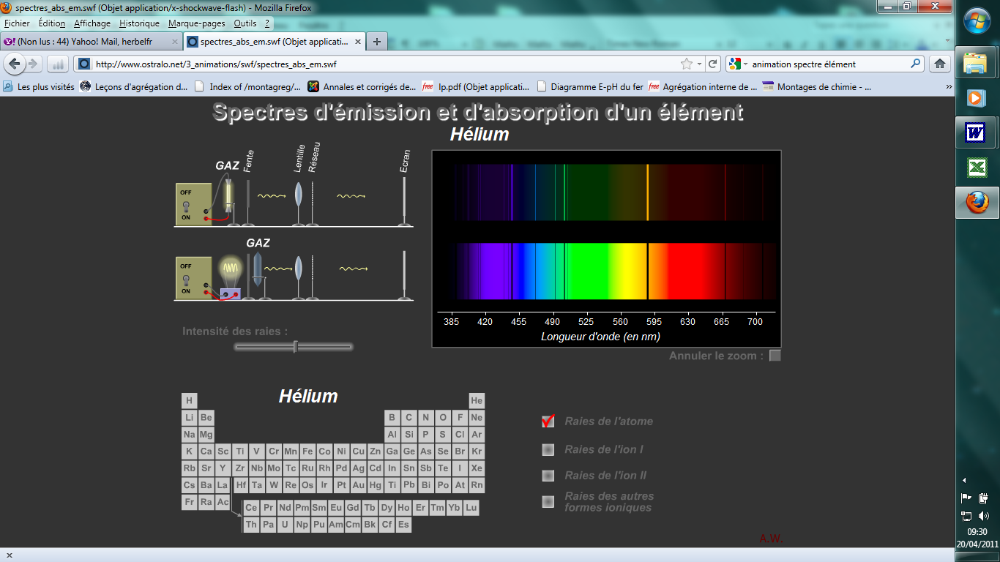 spectres_abs_em.swf (Objet application/x-shockwave-flash) - Mozilla Firefox
Fichier Édition Affichage Historique Marque-pages Outils ?
(Non lus : 44) Yahoo! Mail, herbelfr
spectres_abs_em.swf (Objet applicati...
http://www.ostralo.net/3_animations/swf/spectres_abs_em.swf
animation spectre élément
Les plus visités Leçons d'agrégation d... Index of /montagreg/... Annales et corrigés de... free lp.pdf (Objet applicati... Diagramme E-pH du fer free Agrégation interne de ... Montages de chimie - ... »
Spectres d'émission et d'absorption d'un élément
Hélium
GAZ Fente Lentille Réseau Ecran
OFF
ON
GAZ
OFF
ON
385 420 455 490 525 560 595 630 665 700
Longueur d'onde (en nm)
Intensité des raies :
Annuler le zoom :
Hélium
H He
Li Be B C N O F Ne
Na Mg Al Si P S Cl Ar
K Ca Sc Ti V Cr Mn Fe Co Ni Cu Zn Ga Ge As Se Br Kr
Rb Sr Y Zr Nb Mo Tc Ru Rh Pd Ag Cd In Sn Sb Te I Xe
Cs Ba La Hf Ta W Re Os Ir Pt Au Hg Ti Pb Bi Po At Rn
Fr Ra Ac
Ce Pr Nd Pm Sm Eu Gd Tb Dy Ho Er Tm Yb Lu
Th Pa U Np Pu Am Cm Bk Cf Es
Raies de l'atome
Raies de l'ion I
Raies de l'ion II
Raies des autres
formes ioniques
A.W.
W
X
09:30
20/04/2011
x